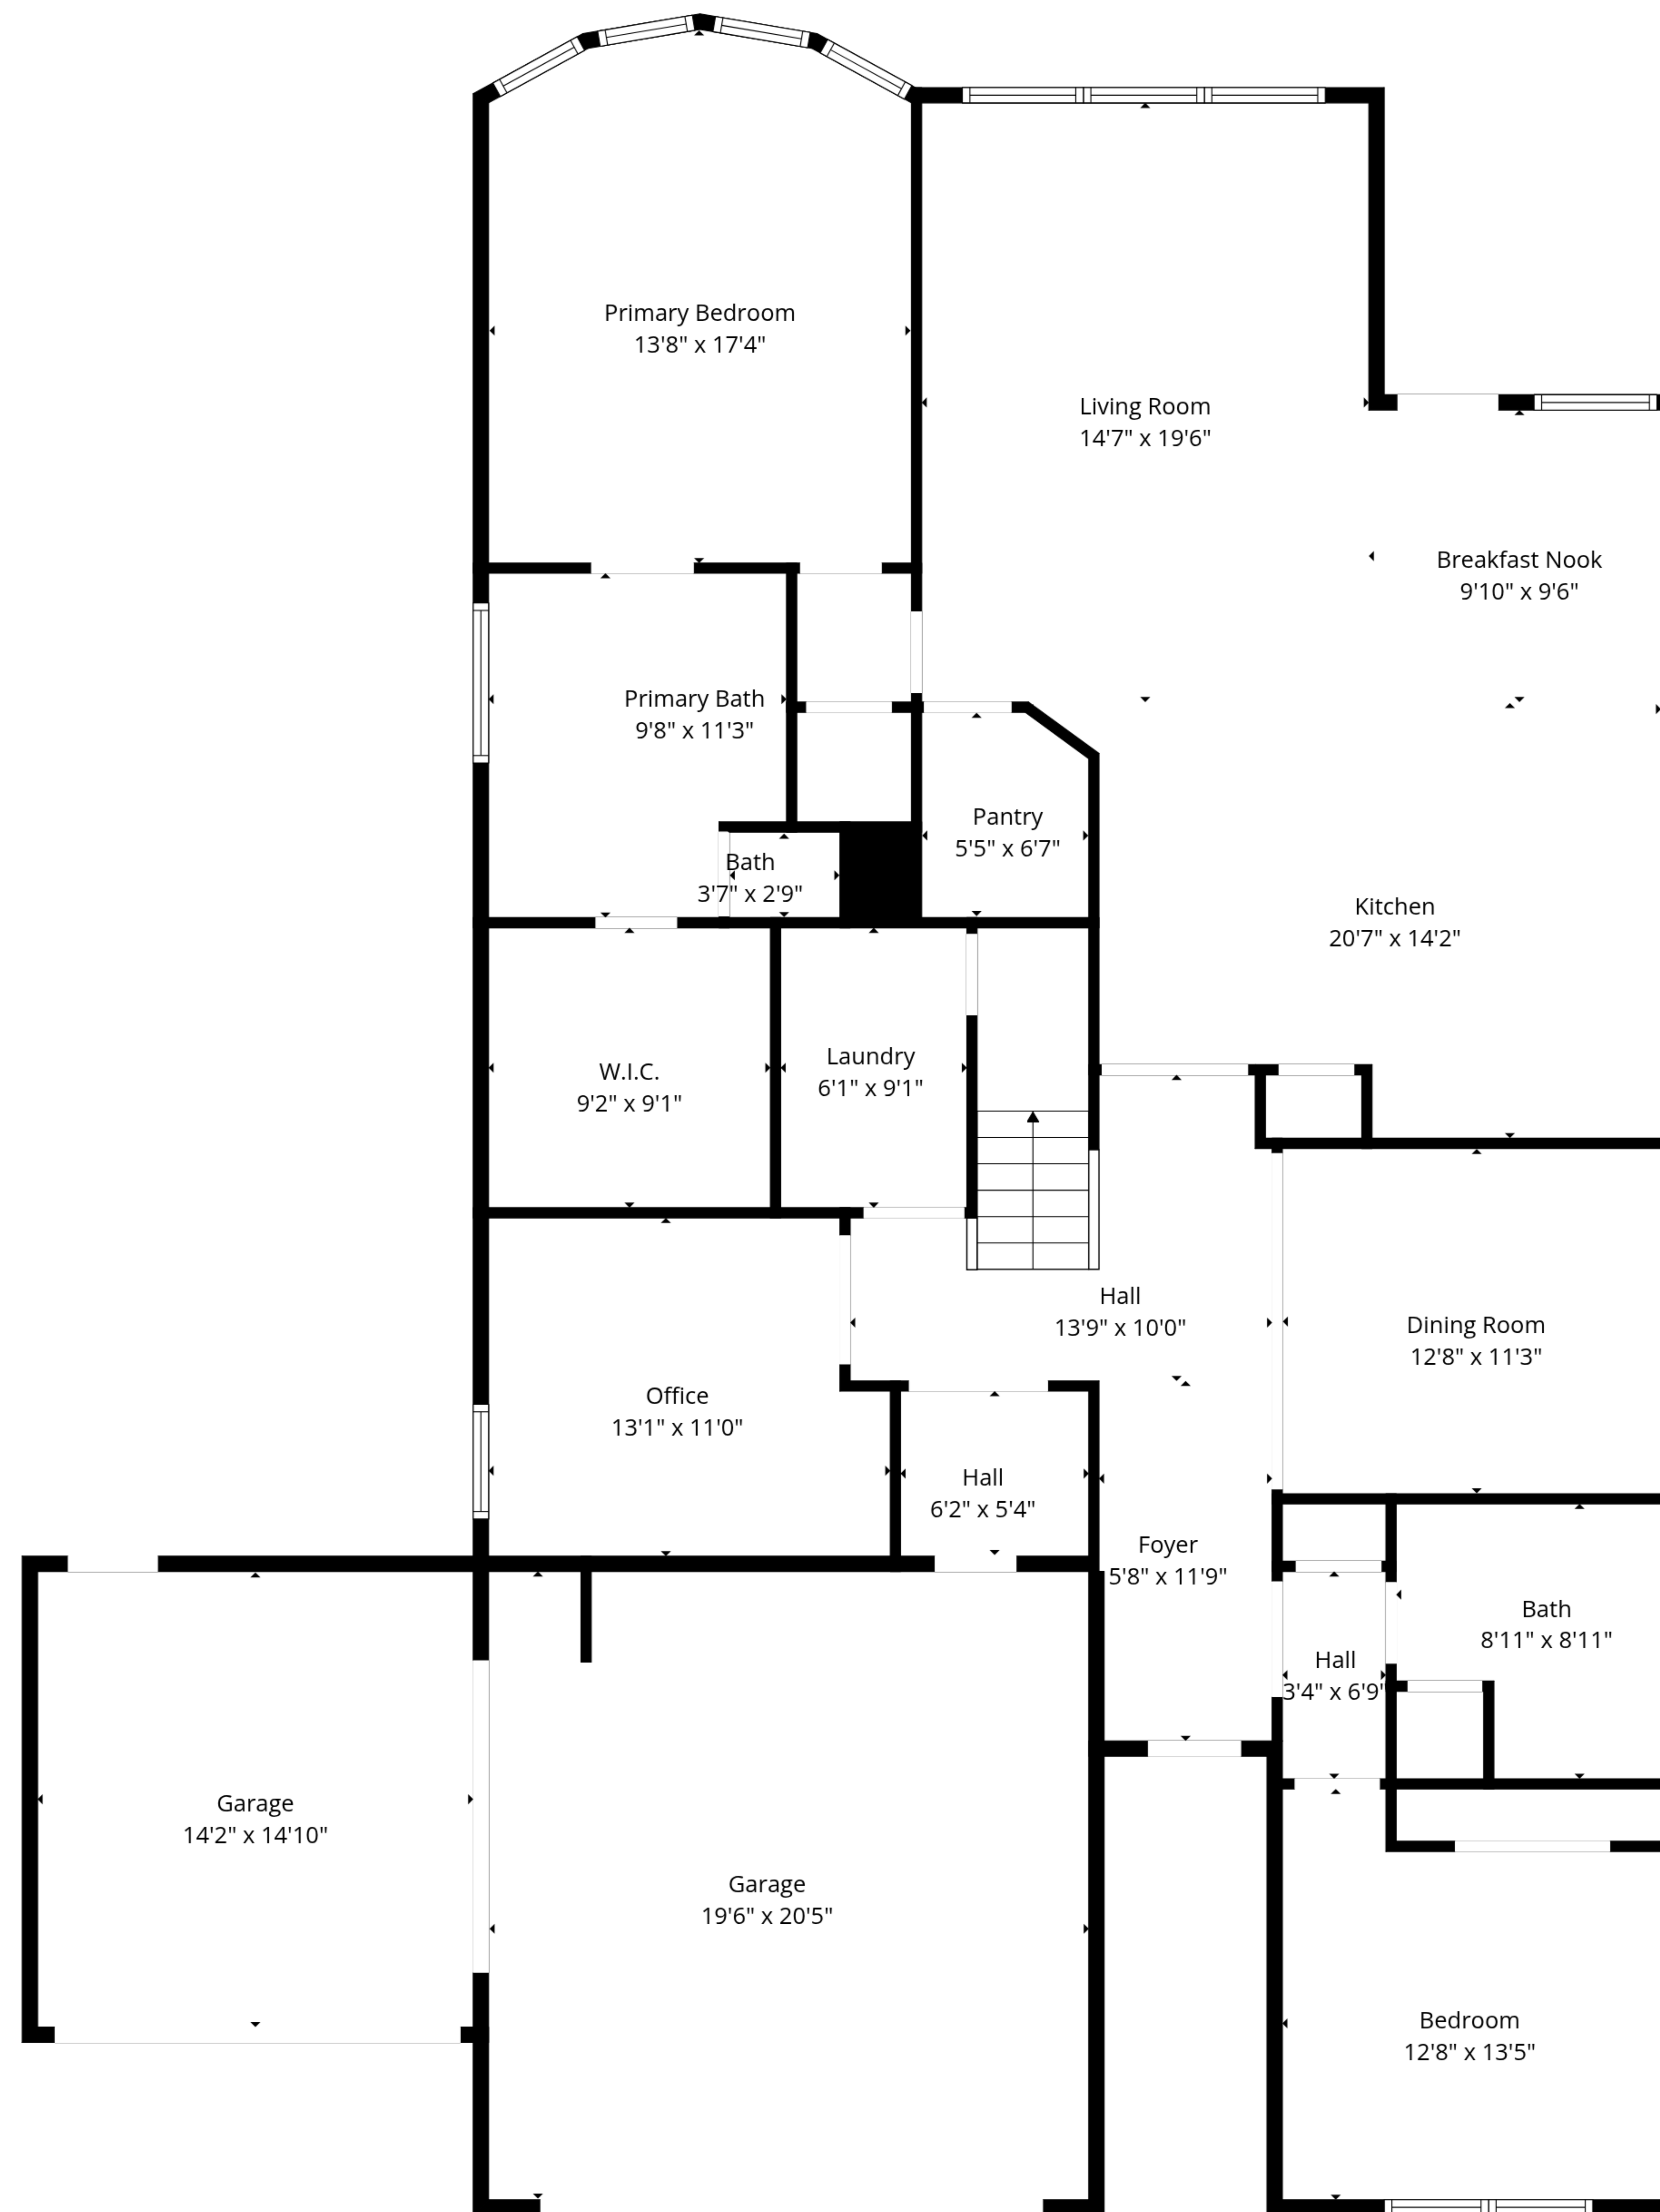 Primary Bedroom
13'8" x 17'4"
Living Room
14'7" x 19'6"
Breakfast Nook
9'10" x 9'6"
Primary Bath
9'8" x 11'3"
Pantry
5'5" x 6'7"
Bath
3'7" x 2'9"
Kitchen
20'7" x 14'2"
W.I.C.
9'2" x 9'1"
Laundry
6'1" x 9'1"
Hall
13'9" x 10'0"
Dining Room
12'8" x 11'3"
Office
13'1" x 11'0"
Hall
6'2" x 5'4"
Foyer
5'8" x 11'9"
Bath
8'11" x 8'11"
Hall
3'4" x 6'9"
Garage
14'2" x 14'10"
Garage
19'6" x 20'5"
Bedroom
12'8" x 13'5"